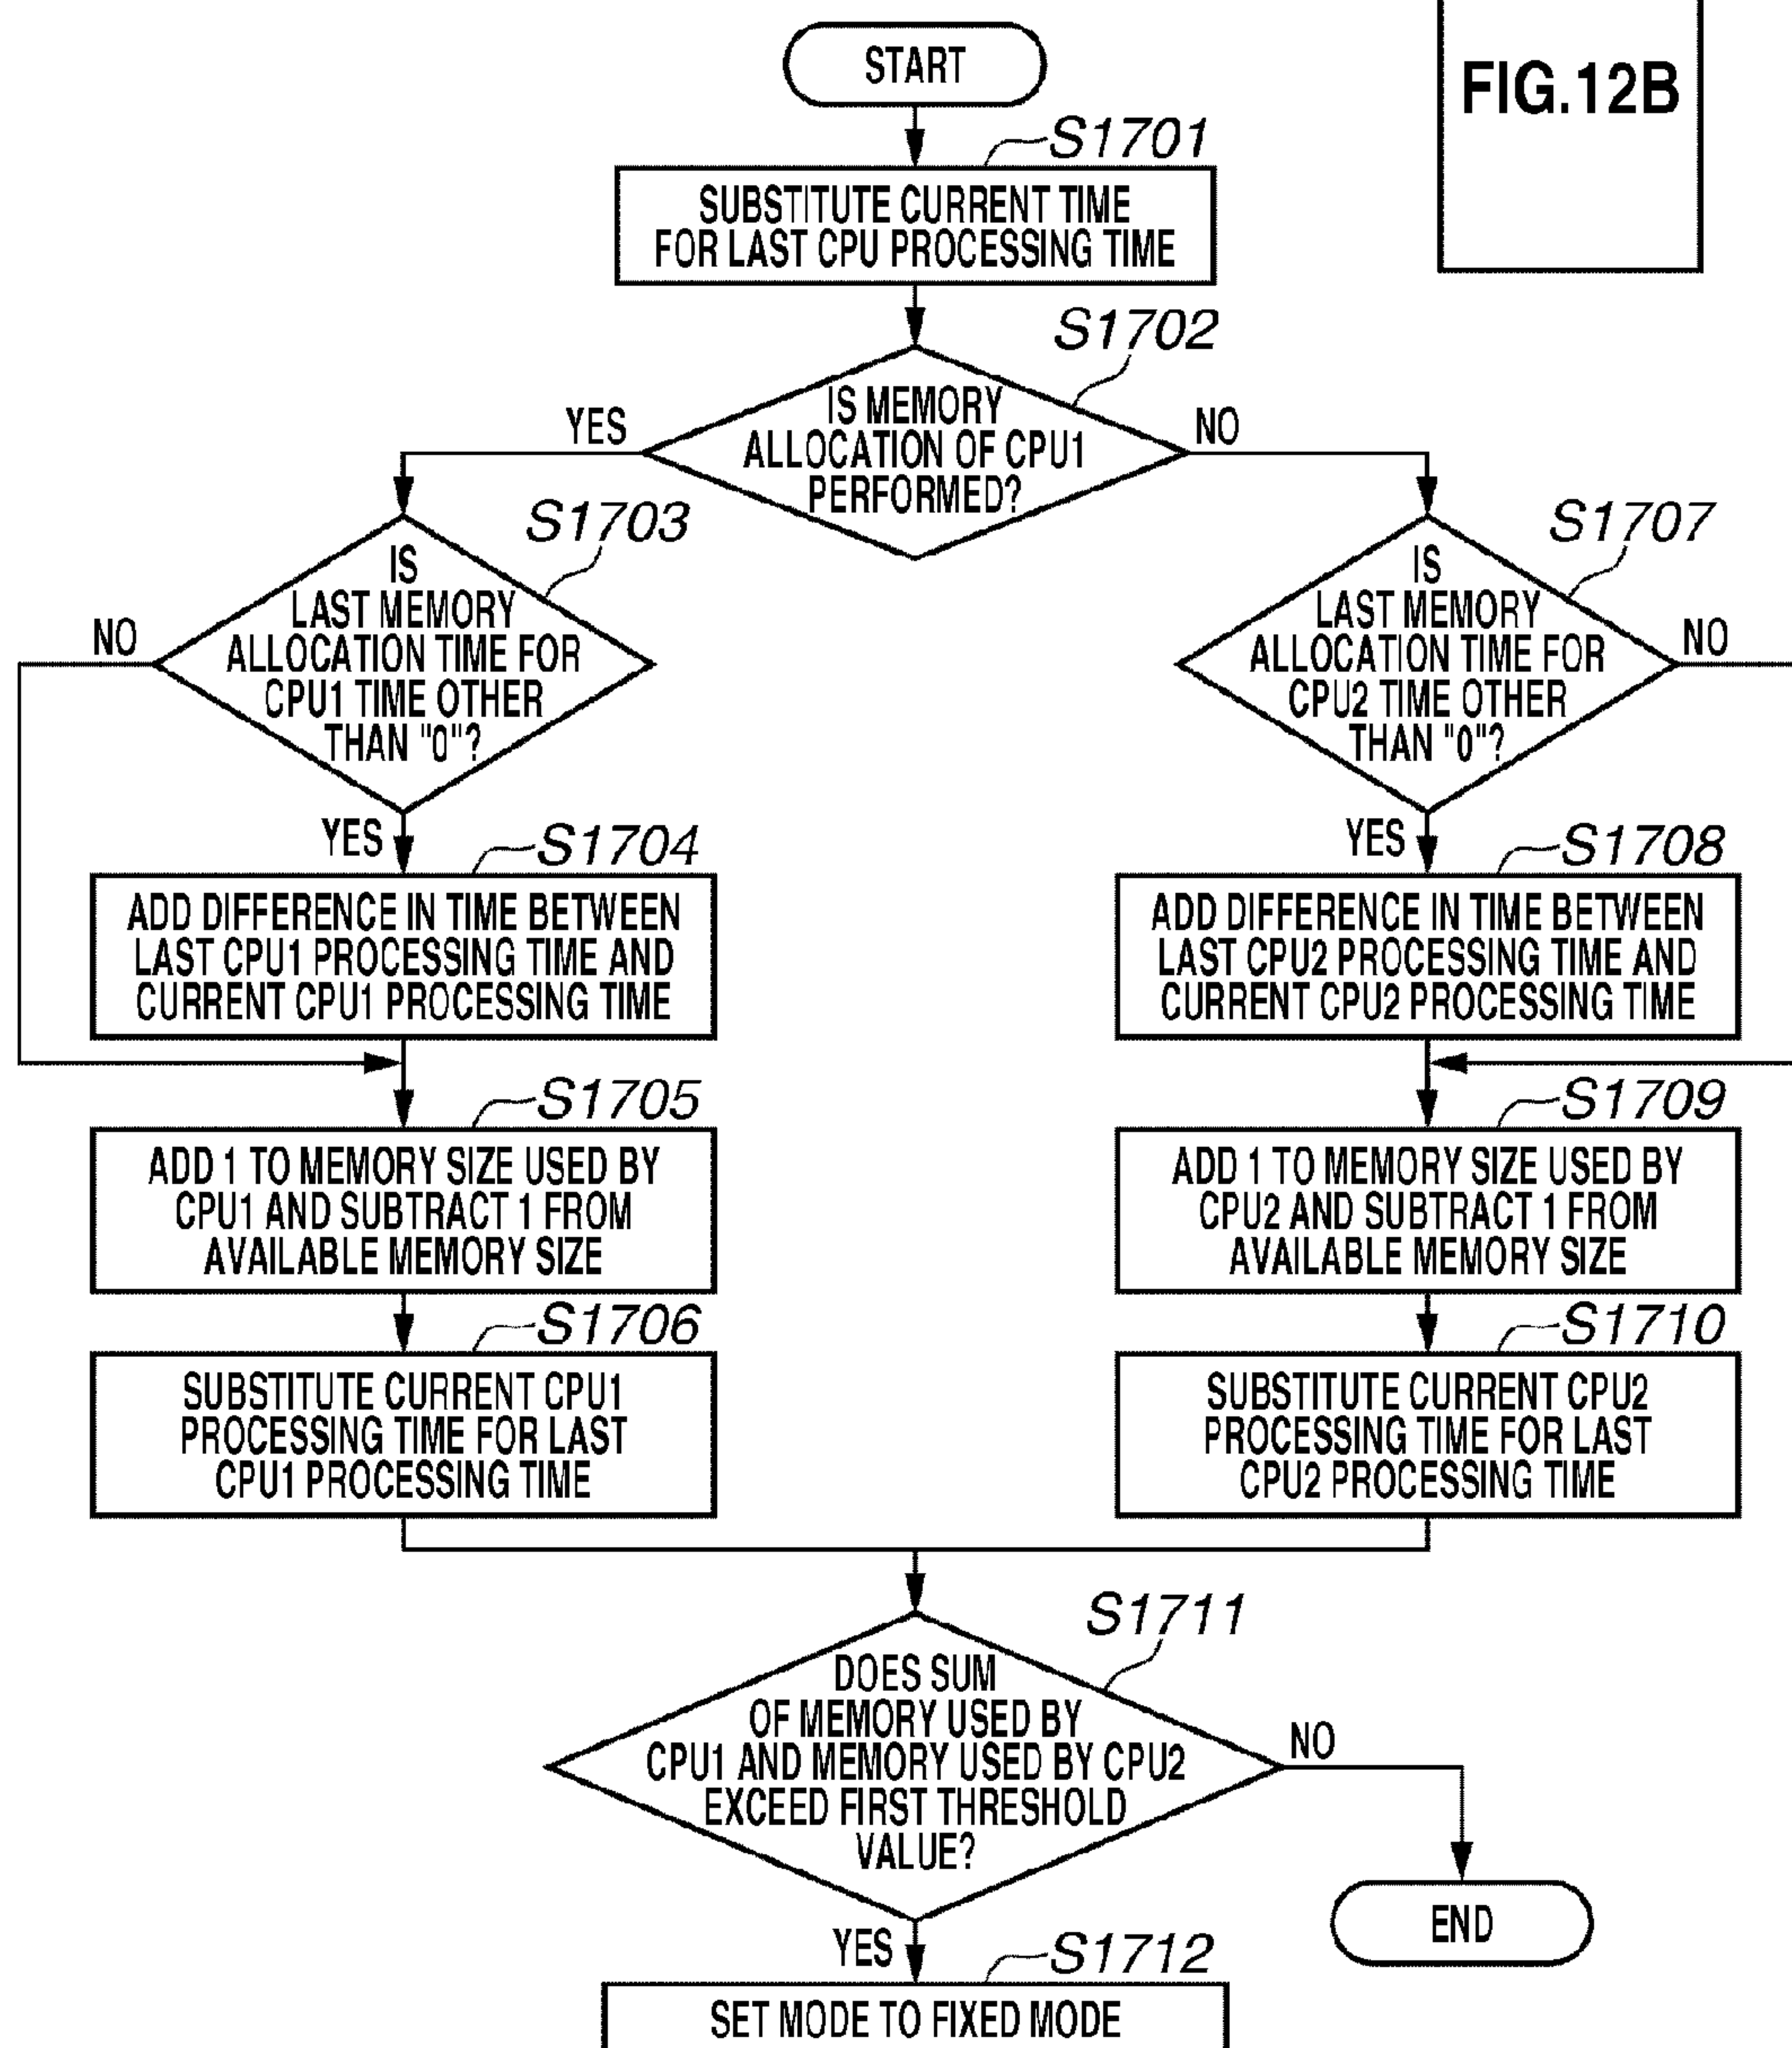 START
FIG.12B
S1701
SUBSTITUTE CURRENT TIME
FOR LAST CPU PROCESSING TIME
S1702
IS MEMORY
ALLOCATION OF CPU1
PERFORMED?
YES
NO
S1703
IS
LAST MEMORY
ALLOCATION TIME FOR
CPU1 TIME OTHER
THAN "0"?
NO
YES
S1704
ADD DIFFERENCE IN TIME BETWEEN
LAST CPU1 PROCESSING TIME AND
CURRENT CPU1 PROCESSING TIME
S1705
ADD 1 TO MEMORY SIZE USED BY
CPU1 AND SUBTRACT 1 FROM
AVAILABLE MEMORY SIZE
S1706
SUBSTITUTE CURRENT CPU1
PROCESSING TIME FOR LAST
CPU1 PROCESSING TIME
S1707
IS
LAST MEMORY
ALLOCATION TIME FOR
CPU2 TIME OTHER
THAN "0"?
NO
YES
S1708
ADD DIFFERENCE IN TIME BETWEEN
LAST CPU2 PROCESSING TIME AND
CURRENT CPU2 PROCESSING TIME
S1709
ADD 1 TO MEMORY SIZE USED BY
CPU2 AND SUBTRACT 1 FROM
AVAILABLE MEMORY SIZE
S1710
SUBSTITUTE CURRENT CPU2
PROCESSING TIME FOR LAST
CPU2 PROCESSING TIME
S1711
DOES SUM
OF MEMORY USED BY
CPU1 AND MEMORY USED BY CPU2
EXCEED FIRST THRESHOLD
VALUE?
NO
END
YES
S1712
SET MODE TO FIXED MODE